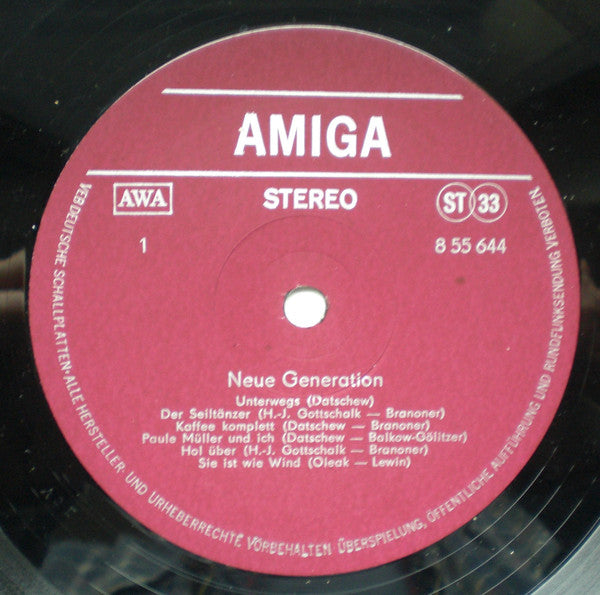 AMIGA
AWA
STEREO
ST 33
1
8 55 644
Neue Generation
Unterwegs (Datschew)
Der Seiltänzer (H.-J. Gottschalk — Branoner)
Kaffee komplett (Datschew — Branoner)
Paule Müller und ich (Datschew — Balkow-Gölitzer)
Hol über (H.-J. Gottschalk — Branoner)
Sie ist wie Wind (Oleak — Lewin)
VEB DEUTSCHE SCHALLPLATTEN · ALLE HERSTELLER- UND URHEBERRECHTE VORBEHALTEN ÜBERSPIELUNG, ÖFFENTLICHE AUFFÜHRUNG UND RUNDFUNKSENDUNG VERBOTEN